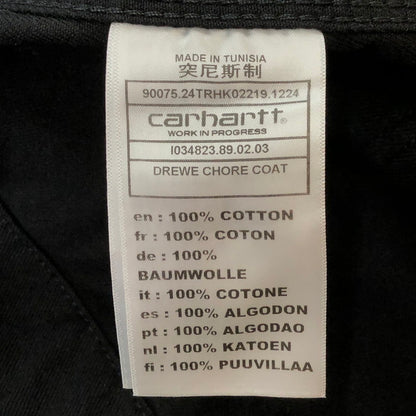 MADE IN TUNISIA
突尼斯制
90075.24TRHK02219.1224
carhartt®
WORK IN PROGRESS
I034823.89.02.03
DREWE CHORE COAT
en : 100% COTTON
fr : 100% COTON
de : 100%
BAUMWOLLE
it : 100% COTONE
es : 100% ALGODON
pt : 100% ALGODAO
nl : 100% KATOEN
fi : 100% PUUVILLAA